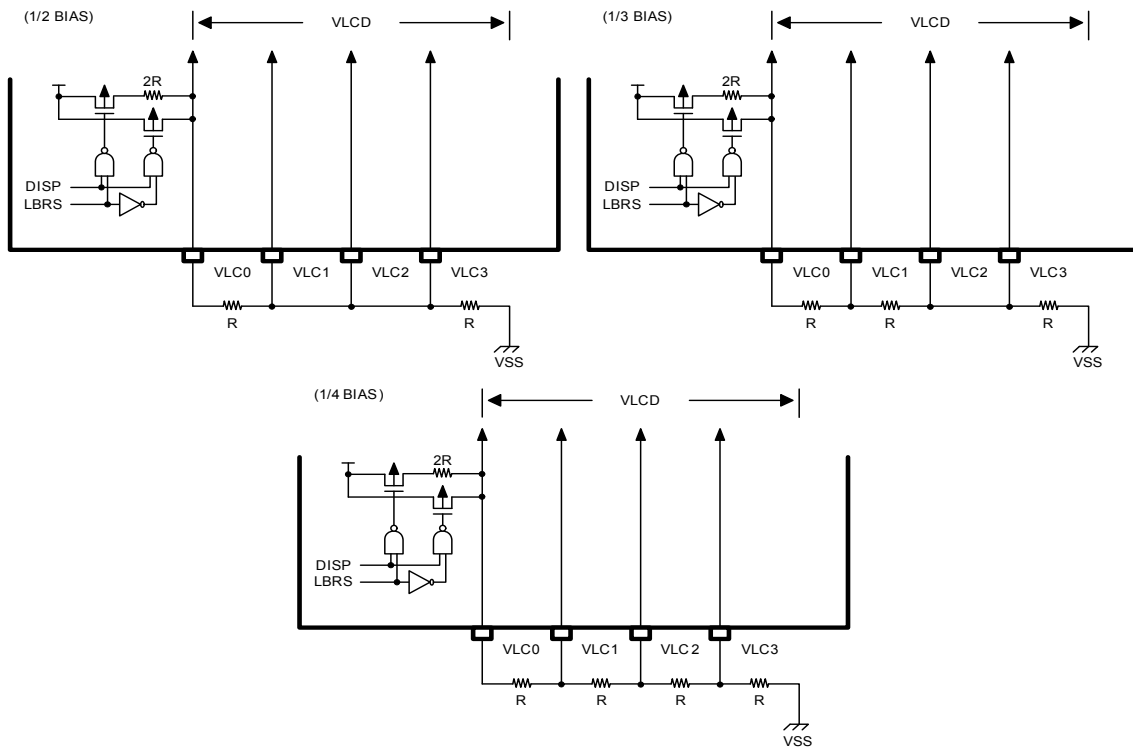 (1/2 BIAS)
VLCD
2R
DISP
LBRS
VLC0
VLC1
VLC2
VLC3
R
R
VSS
(1/3 BIAS)
VLCD
2R
DISP
LBRS
VLC0
VLC1
VLC2
VLC3
R
R
R
VSS
(1/4 BIAS)
VLCD
2R
DISP
LBRS
VLC0
VLC1
VLC2
VLC3
R
R
R
R
VSS